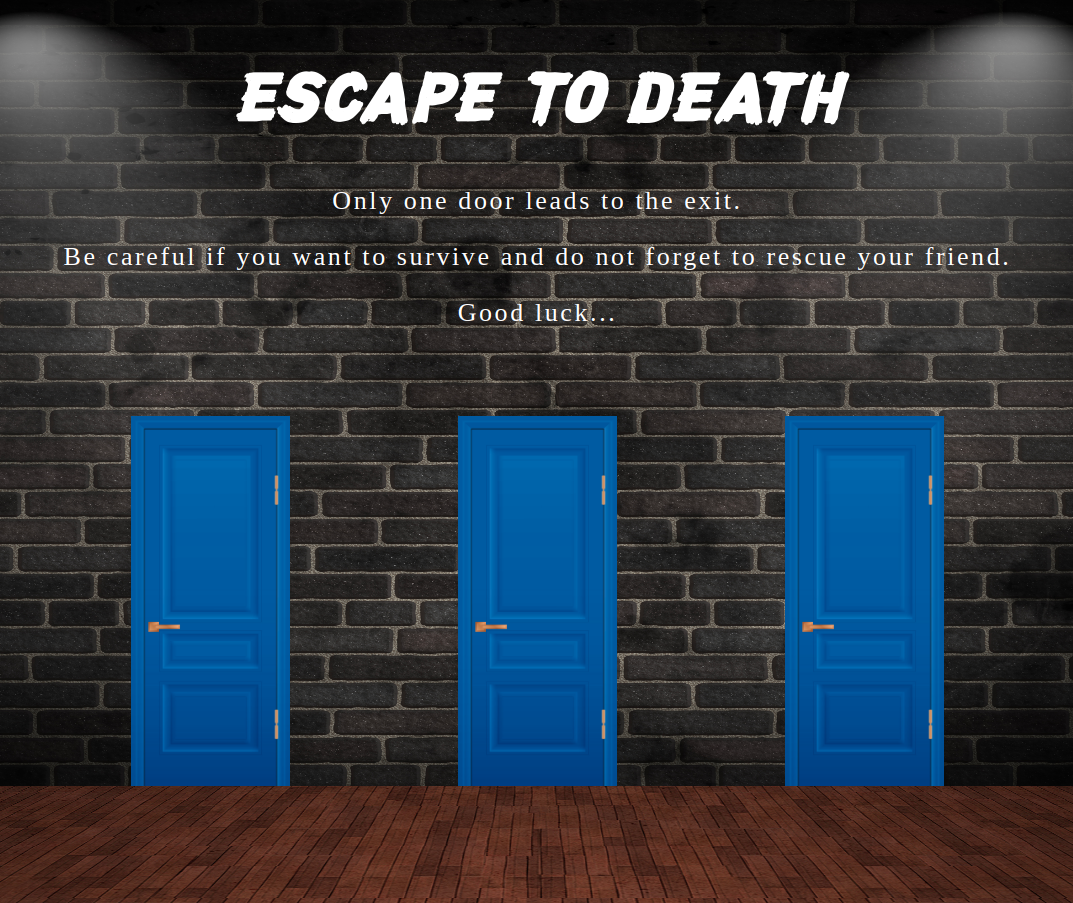 ESCAPE TO DEATH
Only one door leads to the exit.
Be careful if you want to survive and do not forget to rescue your friend.
Good luck...